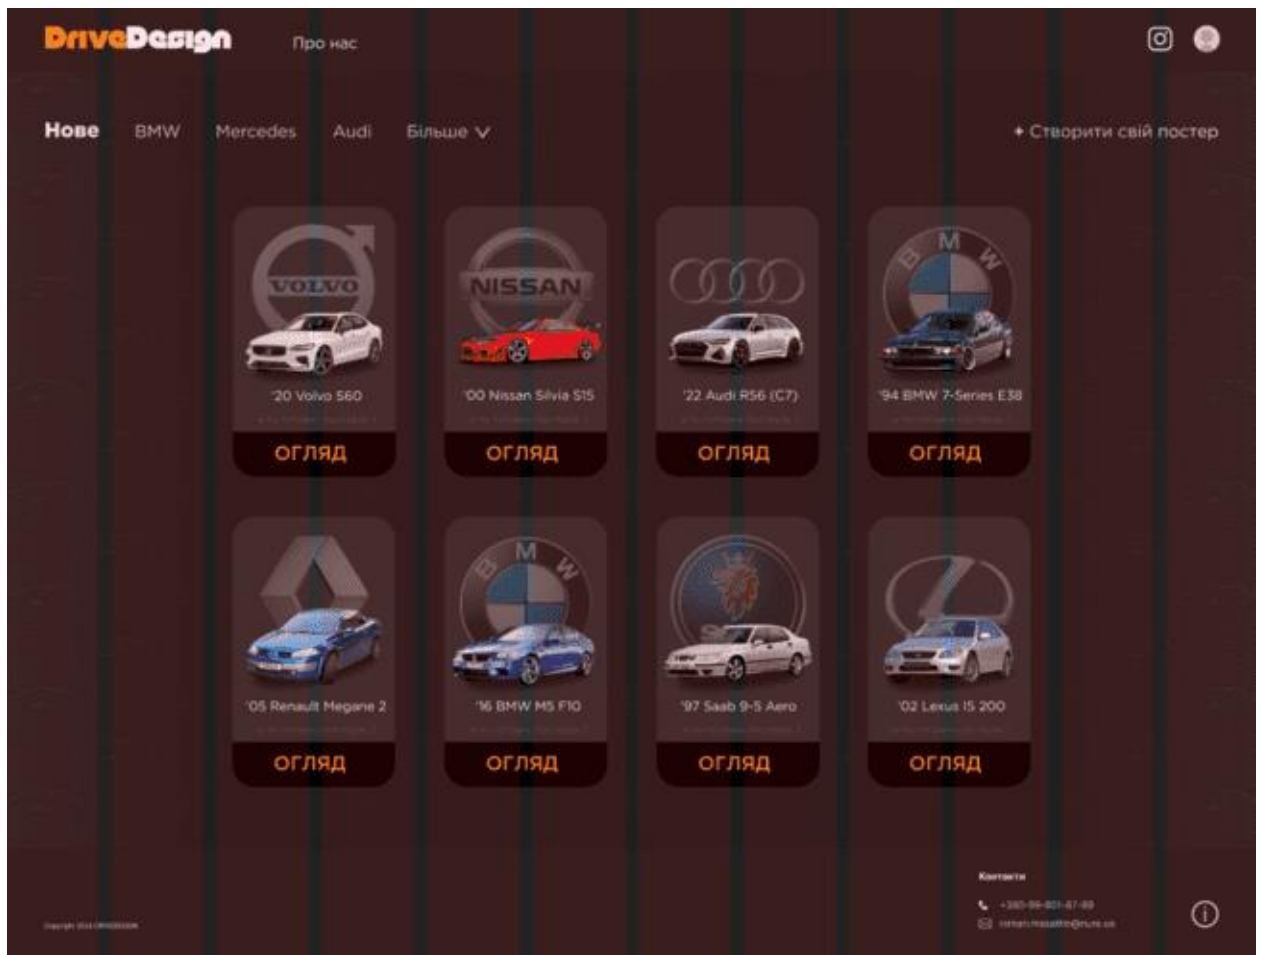 DriveDesign
Про нас
Нове BMW Mercedes Audi Більше
+ Створити свій постер
VOLVO
NISSAN
BMW
'20 Volvo S60
'00 Nissan Silvia S15
'22 Audi RS6 (C7)
'94 BMW 7-Series E38
ОГЛЯД
ОГЛЯД
ОГЛЯД
ОГЛЯД
BMW
'05 Renault Megane 2
'16 BMW M5 F10
'97 Saab 9-5 Aero
'02 Lexus IS 200
ОГЛЯД
ОГЛЯД
ОГЛЯД
ОГЛЯД
Контакти
Copyright